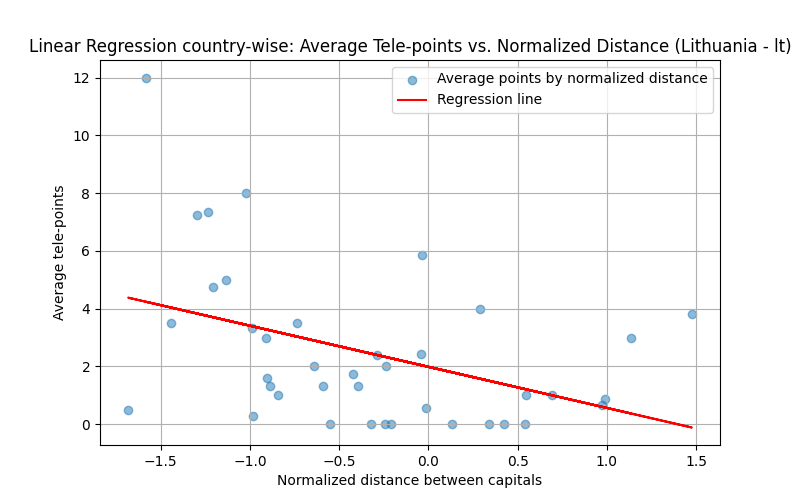 Linear Regression country-wise: Average Tele-points vs. Normalized Distance (Lithuania - lt)
Average points by normalized distance
Regression line
Average tele-points
12
10
8
6
4
2
0
−1.5 −1.0 −0.5 0.0 0.5 1.0 1.5
Normalized distance between capitals